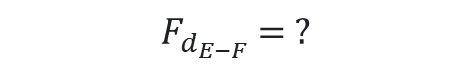 F_{d_{E-F}} = ?